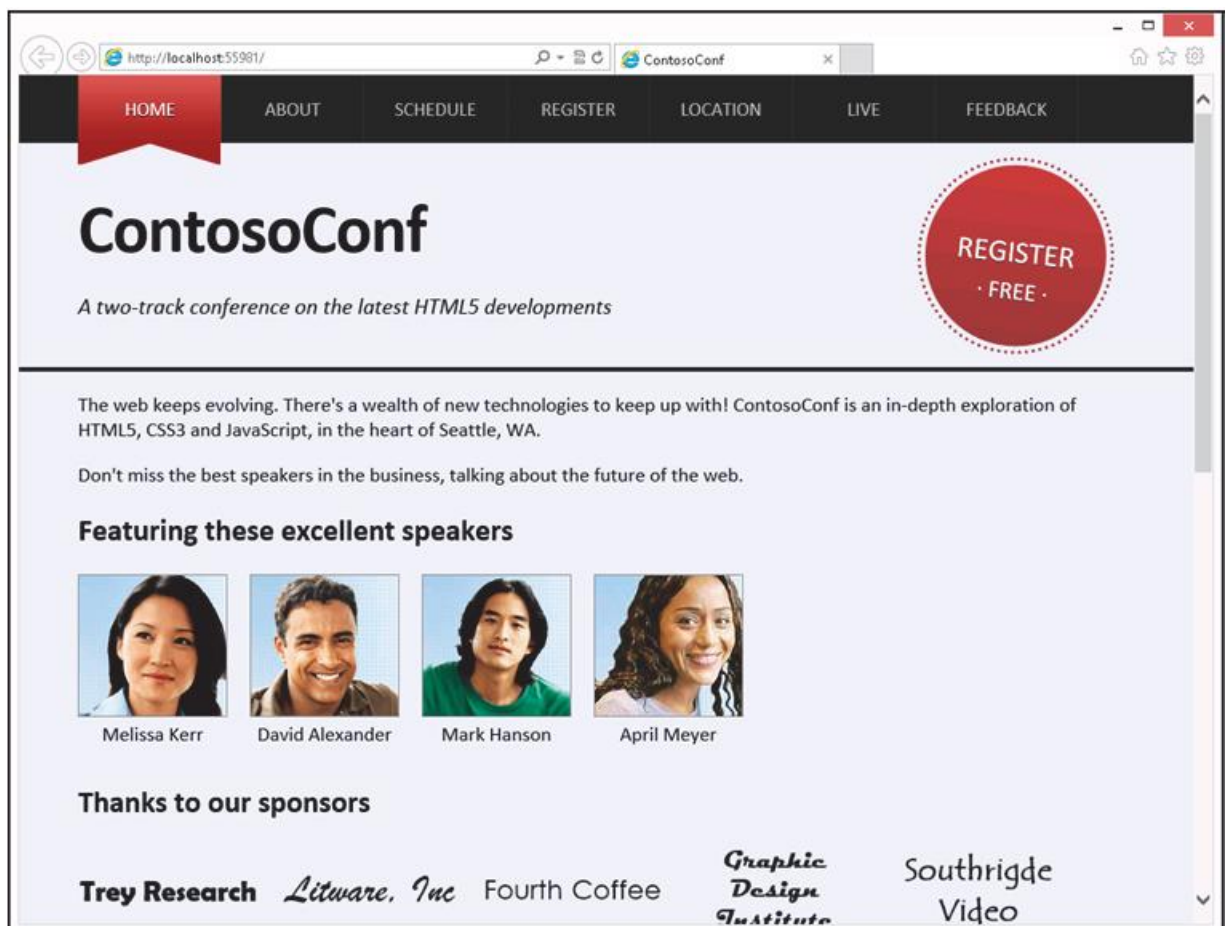 http://localhost:55981/
ContosoConf
HOME ABOUT SCHEDULE REGISTER LOCATION LIVE FEEDBACK
ContosoConf
A two-track conference on the latest HTML5 developments
REGISTER
· FREE ·
The web keeps evolving. There's a wealth of new technologies to keep up with! ContosoConf is an in-depth exploration of
HTML5, CSS3 and JavaScript, in the heart of Seattle, WA.
Don't miss the best speakers in the business, talking about the future of the web.
Featuring these excellent speakers
Melissa Kerr David Alexander Mark Hanson April Meyer
Thanks to our sponsors
Trey Research Litware, Inc Fourth Coffee
Graphic
Design
Institute
Southrigde
Video